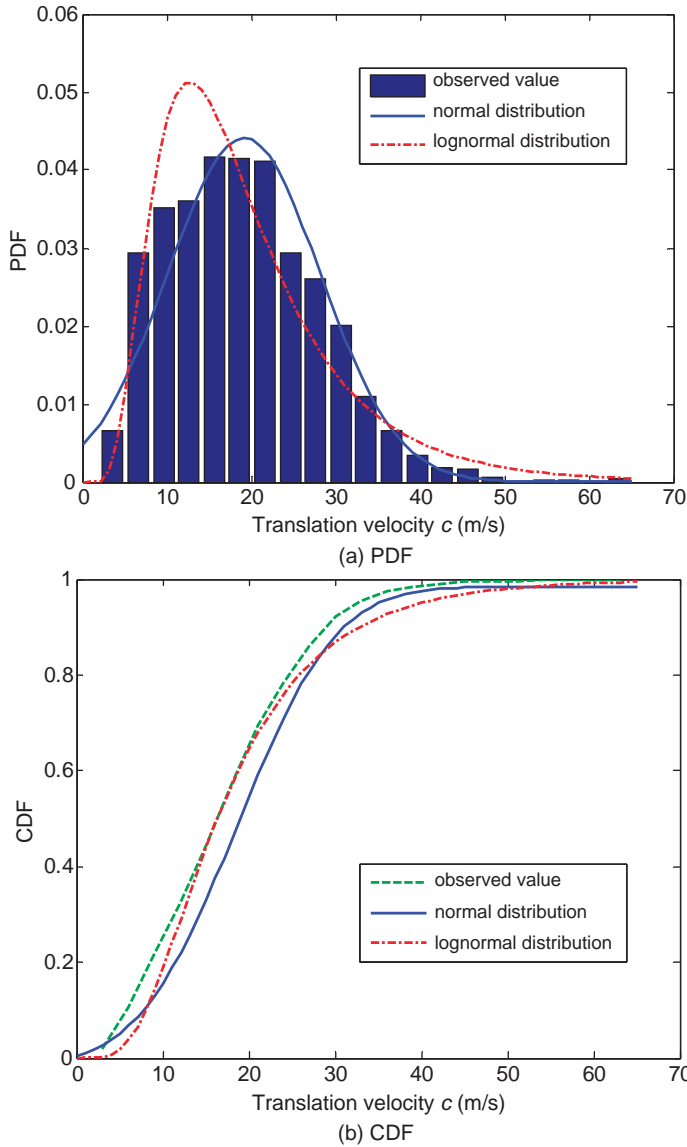 0.06
0.05
0.04
0.03
0.02
0.01
0
PDF
observed value
normal distribution
lognormal distribution
0 10 20 30 40 50 60 70
Translation velocity c (m/s)
(a) PDF
1
0.8
0.6
0.4
0.2
0
CDF
observed value
normal distribution
lognormal distribution
0 10 20 30 40 50 60 70
Translation velocity c (m/s)
(b) CDF